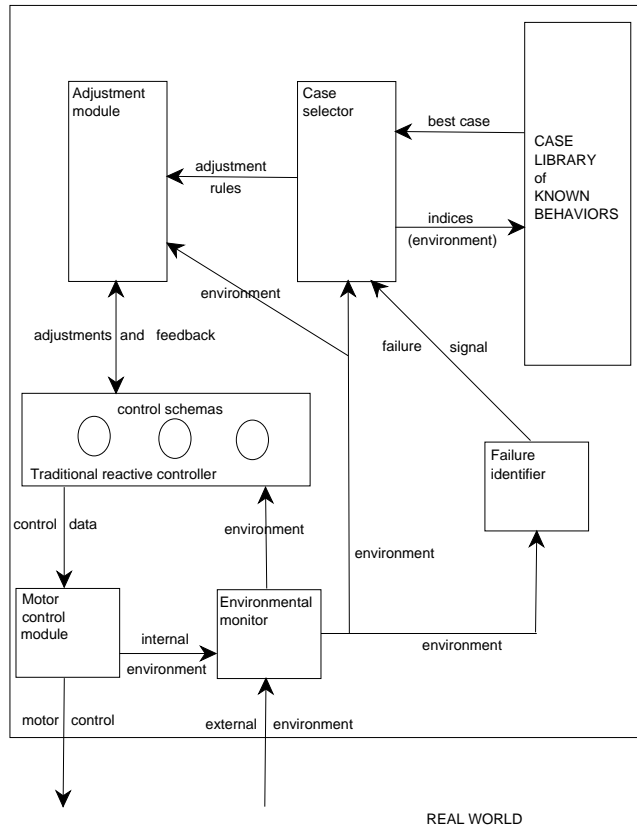 Adjustment
module
Case
selector
best case
CASE
LIBRARY
of
KNOWN
BEHAVIORS
adjustment
rules
indices
(environment)
environment
adjustments and feedback
failure signal
control schemas
Traditional reactive controller
Failure
identifier
control data
environment
environment
Motor
control
module
Environmental
monitor
internal
environment
environment
motor control
external environment
REAL WORLD